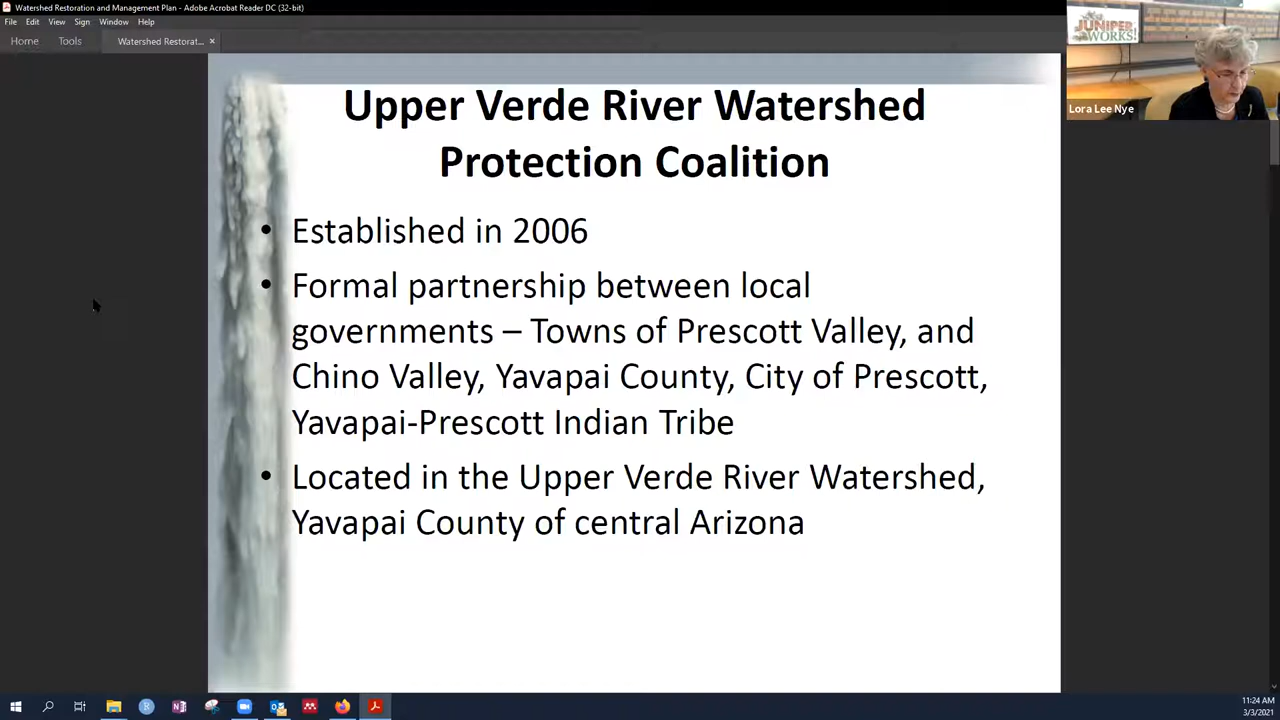 Watershed Restoration and Management Plan - Adobe Acrobat Reader DC (32-bit)
File Edit View Sign Window Help
Home Tools Watershed Restorat... ×
JUNIPER
WORKS!
Lora Lee Nye
Upper Verde River Watershed
Protection Coalition
• Established in 2006
• Formal partnership between local
governments – Towns of Prescott Valley, and
Chino Valley, Yavapai County, City of Prescott,
Yavapai-Prescott Indian Tribe
• Located in the Upper Verde River Watershed,
Yavapai County of central Arizona
11:24 AM
3/3/2021